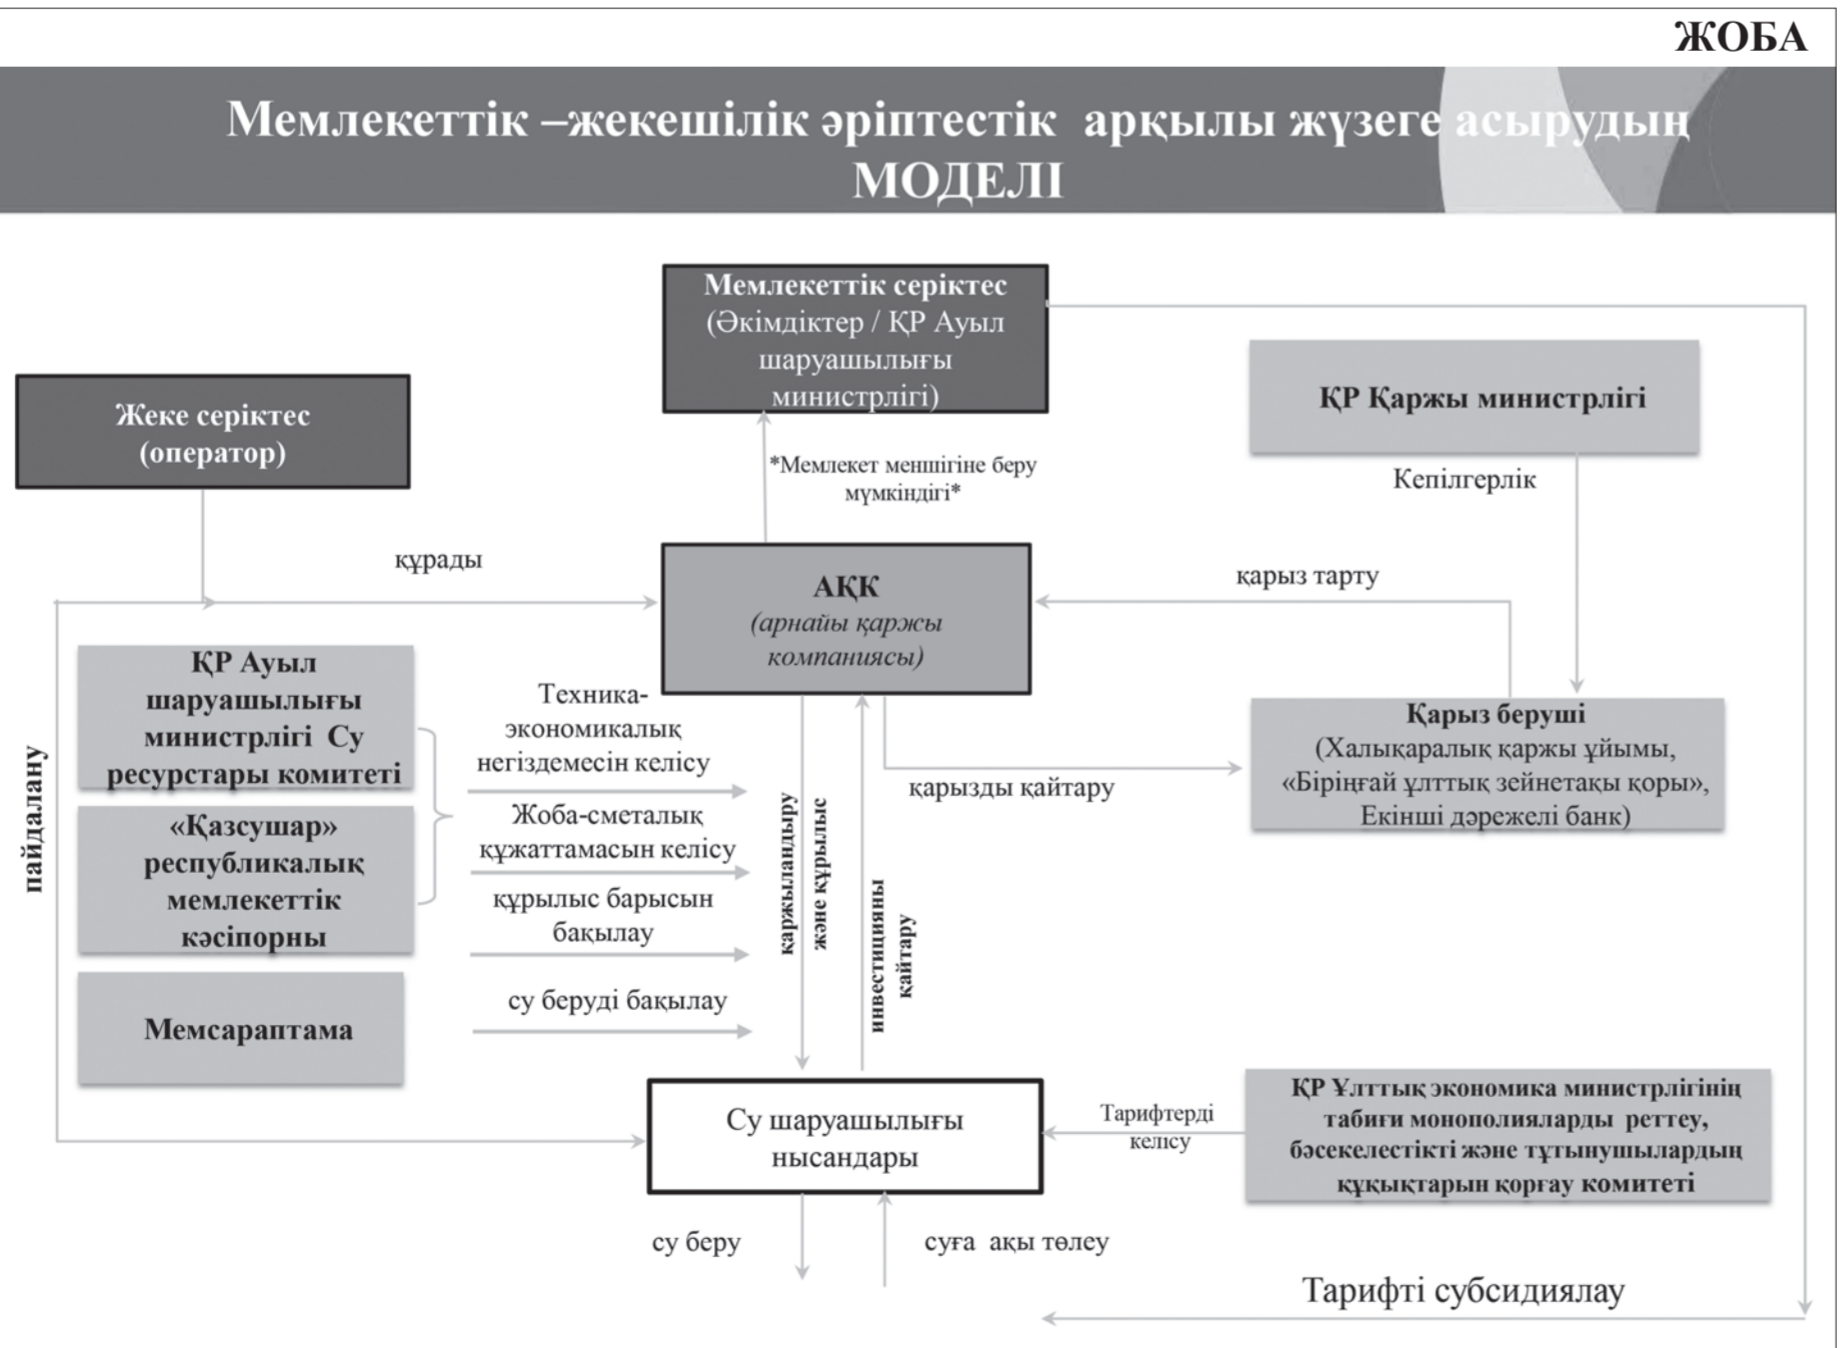 ЖОБА
Мемлекеттік –жекешілік әріптестік арқылы жүзеге асырудың
МОДЕЛІ
Мемлекеттік серіктес
(Әкімдіктер / ҚР Ауыл
шаруашылығы
министрлігі)
Жеке серіктес
(оператор)
ҚР Қаржы министрлігі
*Мемлекет меншігіне беру
мүмкіндігі*
Кепілгерлік
құрады
АҚК
(арнайы қаржы
компаниясы)
қарыз тарту
ҚР Ауыл
шаруашылығы
министрлігі Су
ресурстары комитеті
Техника-
экономикалық
негіздемесін келісу
Қарыз беруші
(Халықаралық қаржы ұйымы,
«Біріңғай ұлттық зейнетақы қоры»,
Екінші дәрежелі банк)
қарызды қайтару
пайдалану
«Қазсушар»
республикалық
мемлекеттік
кәсіпорны
Жоба-сметалық
құжаттамасын келісу
құрылыс барысын
бақылау
қаржыландыру
және құрылыс
инвестицияны
қайтару
Мемсараптама
су беруді бақылау
Су шаруашылығы
нысандары
Тарифтерді
келісу
ҚР Ұлттық экономика министрлігінің
табиғи монополияларды реттеу,
бәсекелестікті және тұтынушылардың
құқықтарын қорғау комитеті
су беру
суға ақы төлеу
Тарифті субсидиялау